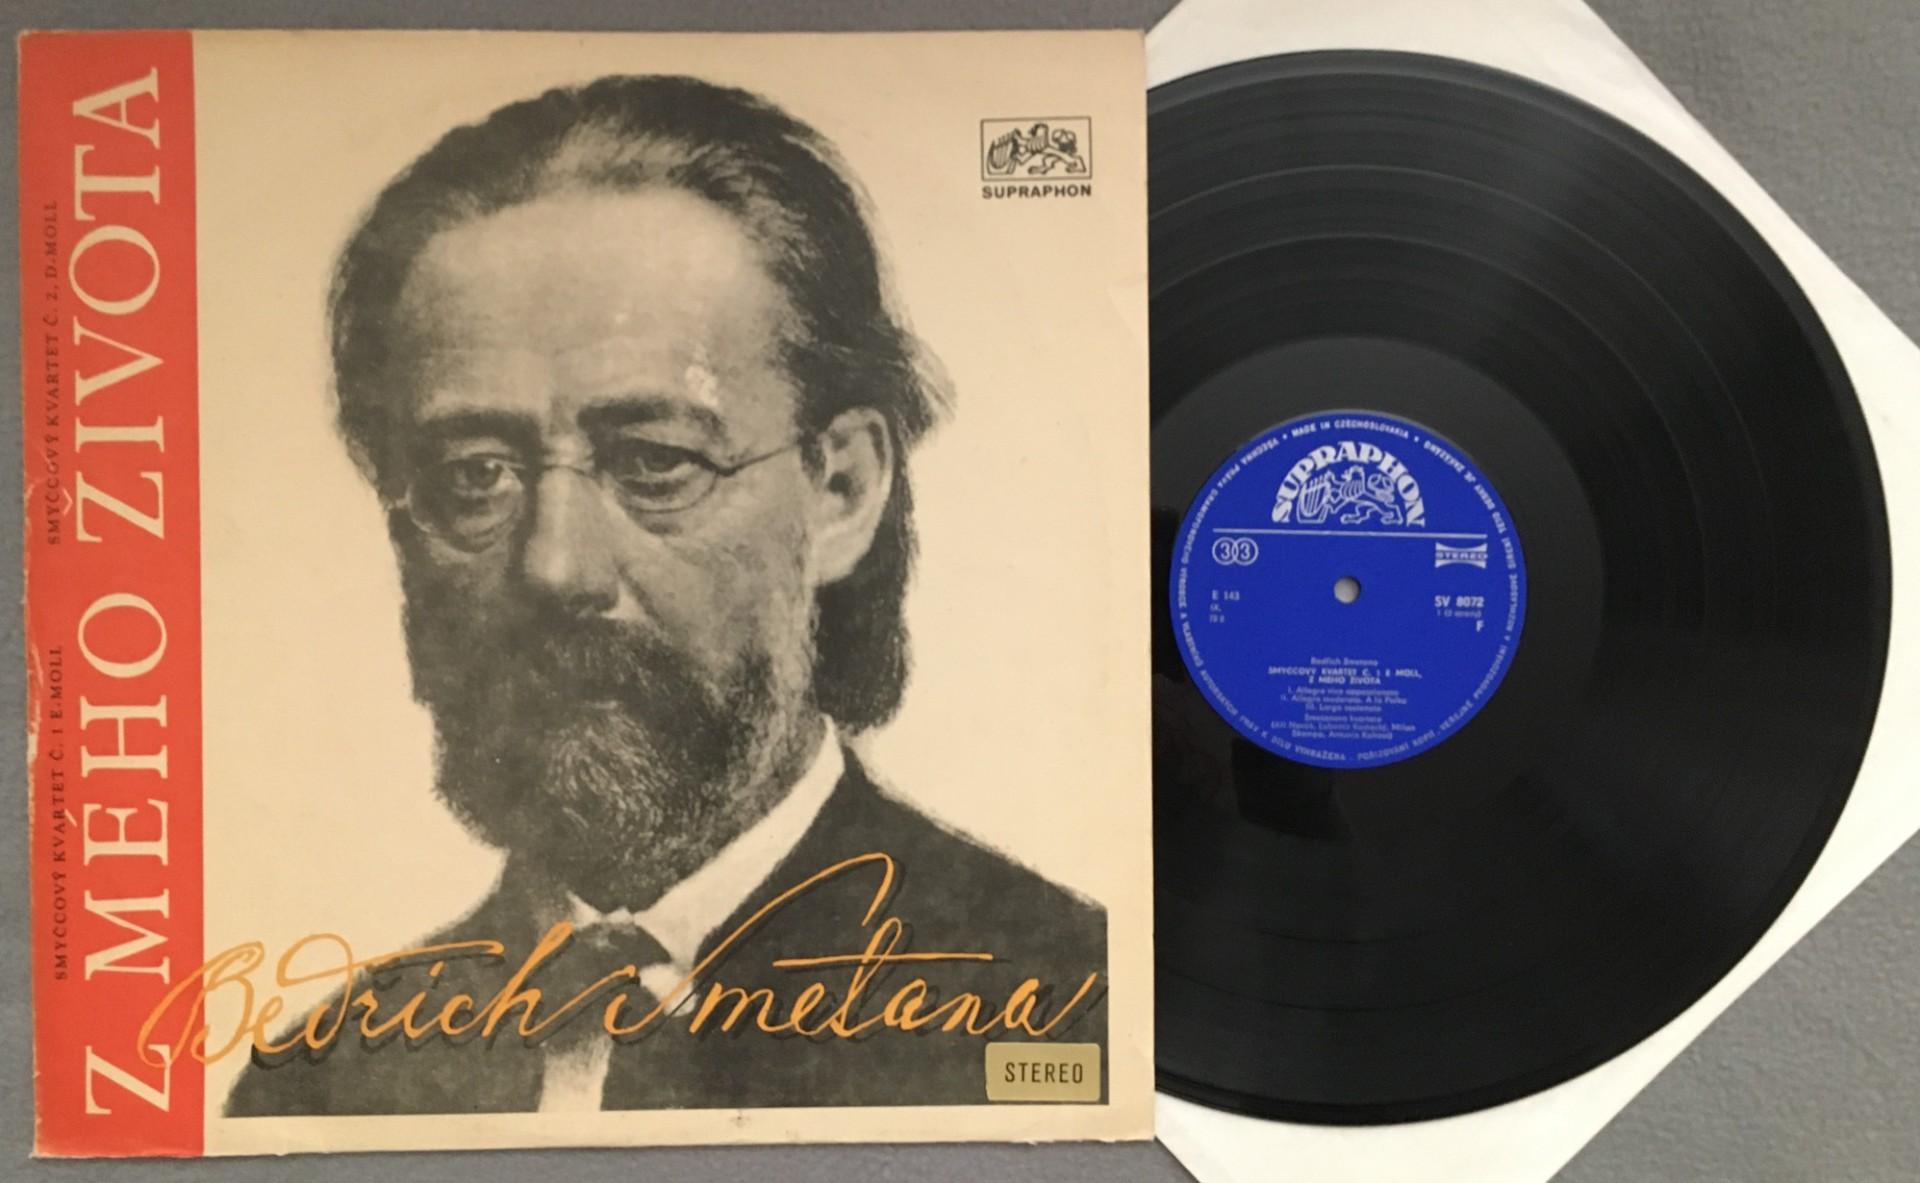 Z MÉHO ŽIVOTA
SMYČCOVÝ KVARTET Č. 1 E. MOLL
SMYČCOVÝ KVARTET Č. 2, D-MOLL
SUPRAPHON
Bedřich Smetana
STEREO
MADE IN CZECHOSLOVAKIA
SUPRAPHON
33
STEREO
E 143
SV 8072
F
Bedřich Smetana
SMYČCOVÝ KVARTET Č. 1 E MOLL,
Z MÉHO ŽIVOTA
I. Allegro vivo appassionato
II. Allegro moderato. A la Polka
III. Largo sostenuto
Smetanovo kvarteto